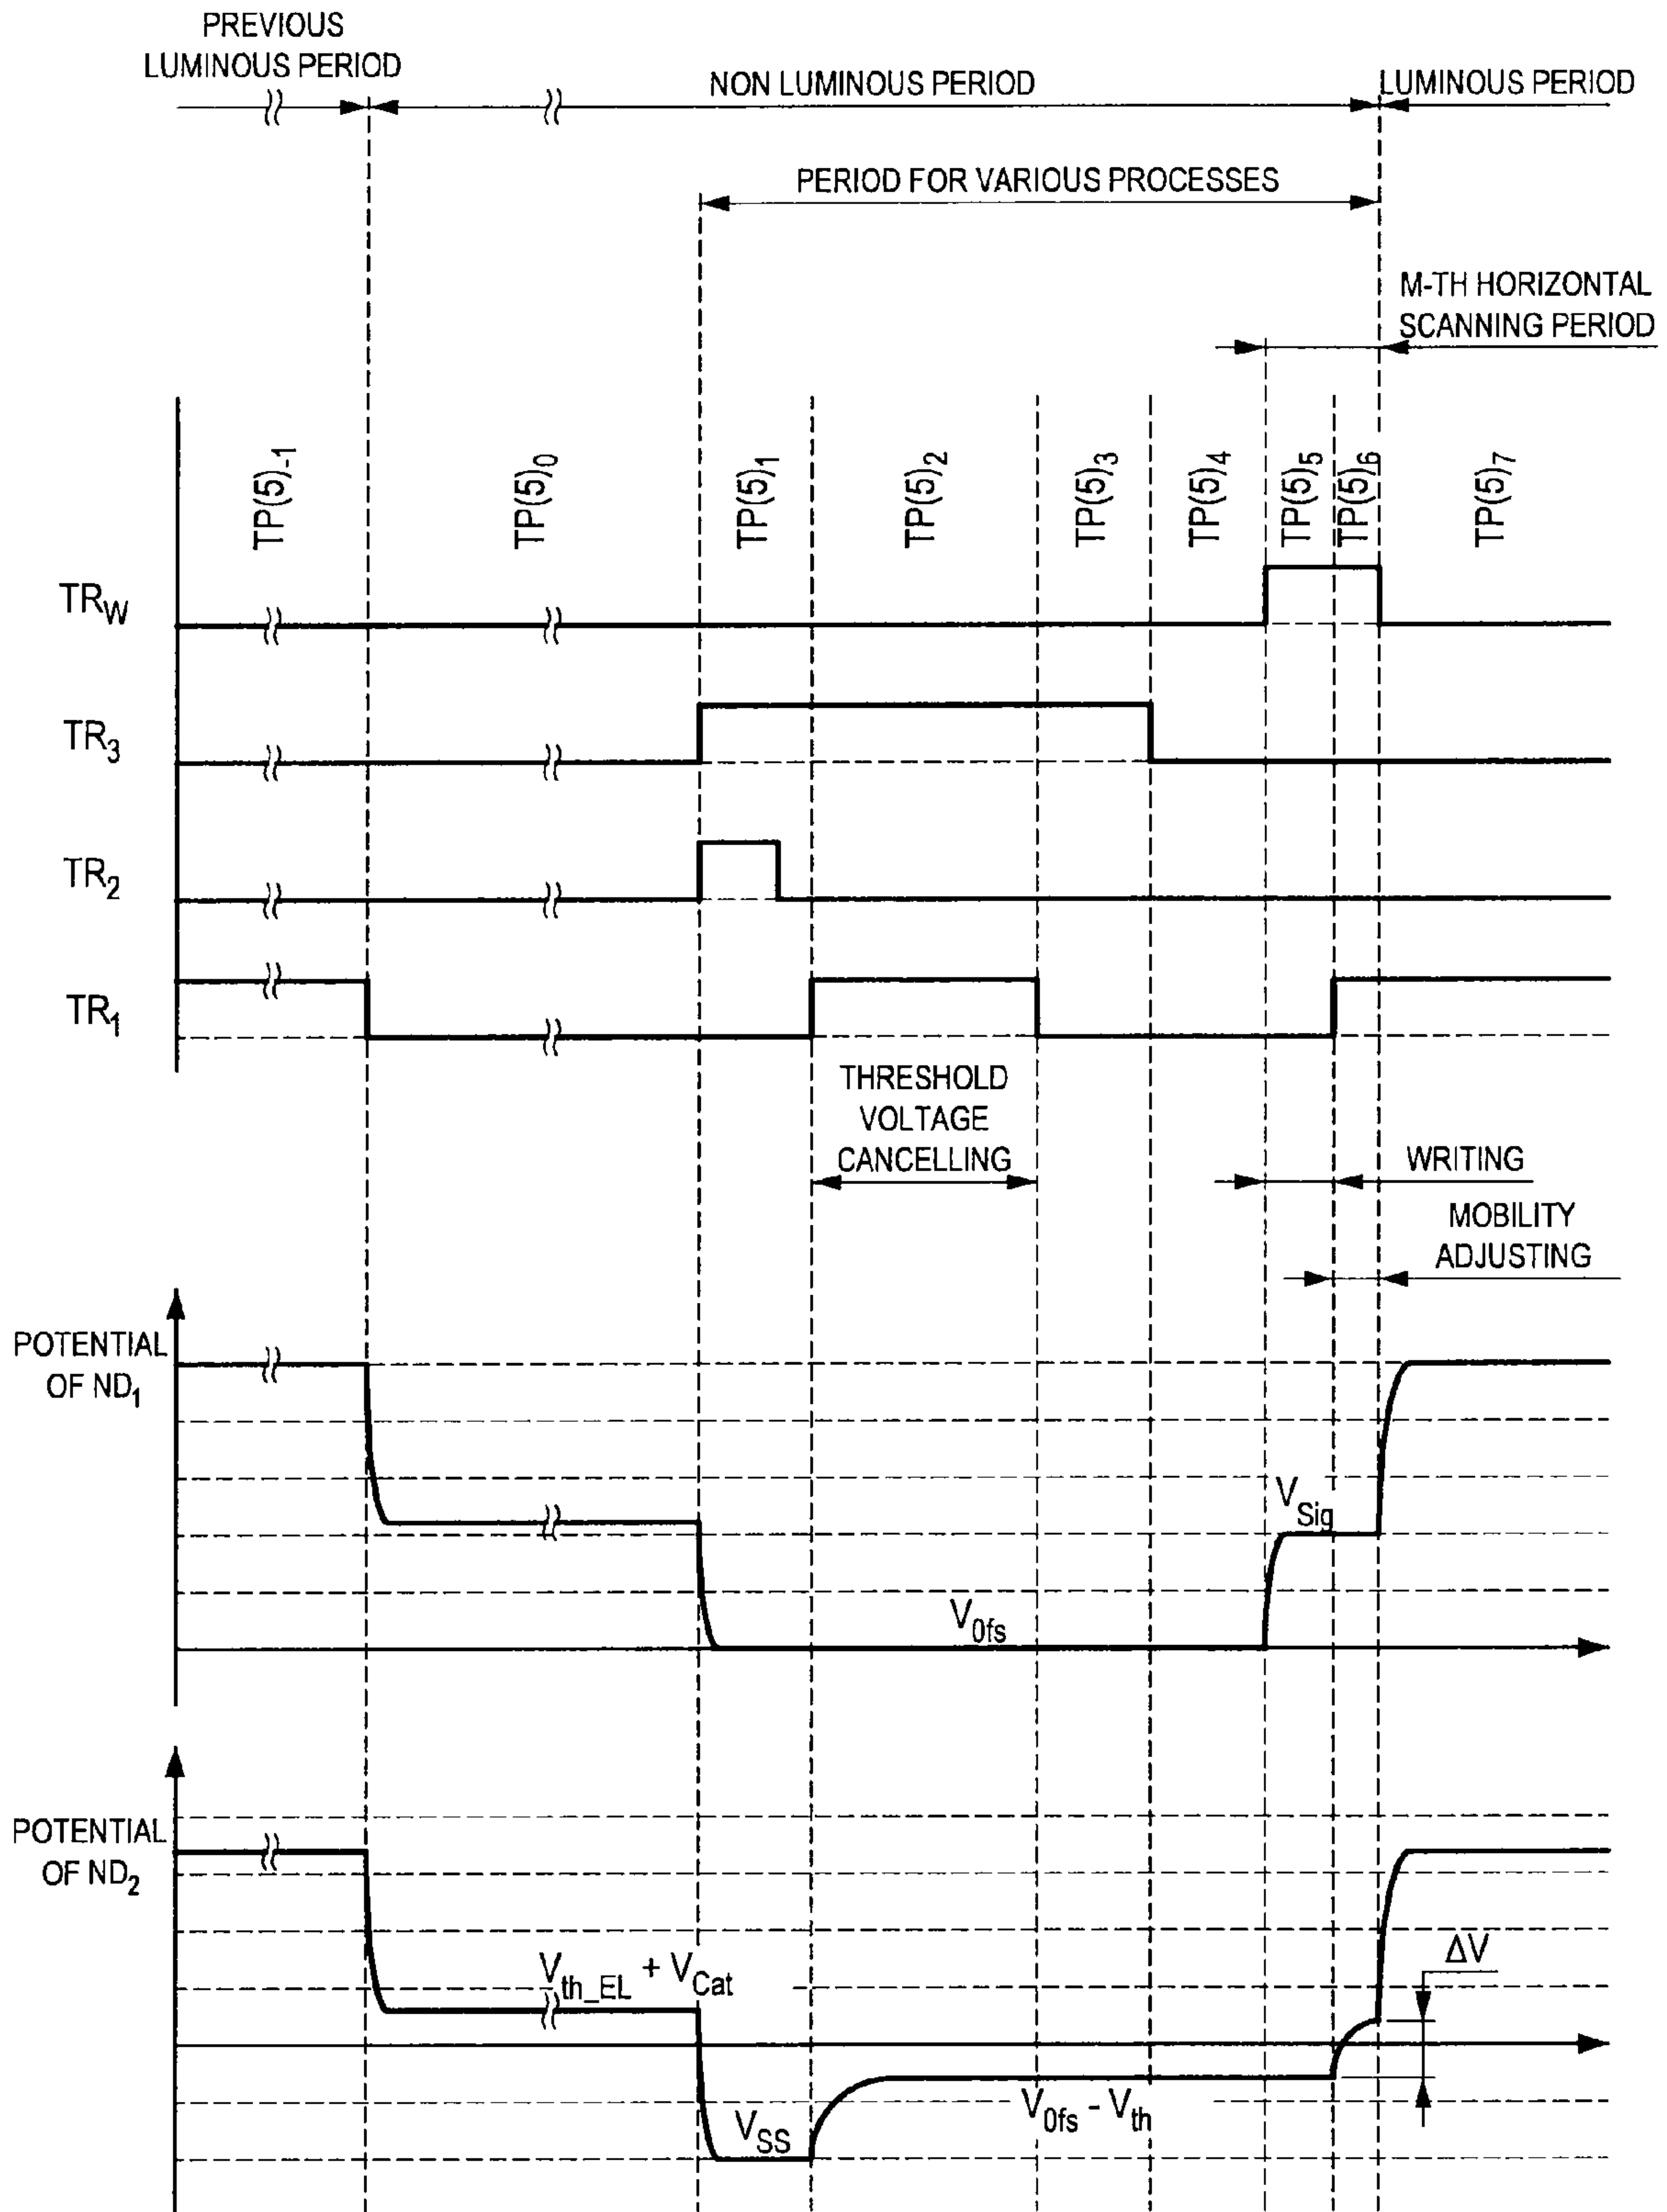 PREVIOUS
LUMINOUS PERIOD
NON LUMINOUS PERIOD
LUMINOUS PERIOD
PERIOD FOR VARIOUS PROCESSES
M-TH HORIZONTAL
SCANNING PERIOD
TP(5)-1
TP(5)0
TP(5)1
TP(5)2
TP(5)3
TP(5)4
TP(5)5
TP(5)6
TP(5)7
TRW
TR3
TR2
TR1
THRESHOLD
VOLTAGE
CANCELLING
WRITING
MOBILITY
ADJUSTING
POTENTIAL
OF ND1
VSig
V0fs
POTENTIAL
OF ND2
Vth_EL + VCat
ΔV
VSS
V0fs - Vth